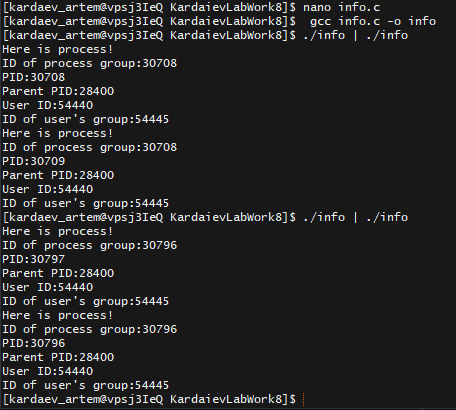 [kardaev_artem@vpsj3IeQ KardaievLabWork8]$ nano info.c
[kardaev_artem@vpsj3IeQ KardaievLabWork8]$  gcc info.c -o info
[kardaev_artem@vpsj3IeQ KardaievLabWork8]$ ./info | ./info
Here is process!
ID of process group:30708
PID:30708
Parent PID:28400
User ID:54440
ID of user's group:54445
Here is process!
ID of process group:30708
PID:30709
Parent PID:28400
User ID:54440
ID of user's group:54445
[kardaev_artem@vpsj3IeQ KardaievLabWork8]$ ./info | ./info
Here is process!
ID of process group:30796
PID:30797
Parent PID:28400
User ID:54440
ID of user's group:54445
Here is process!
ID of process group:30796
PID:30796
Parent PID:28400
User ID:54440
ID of user's group:54445
[kardaev_artem@vpsj3IeQ KardaievLabWork8]$